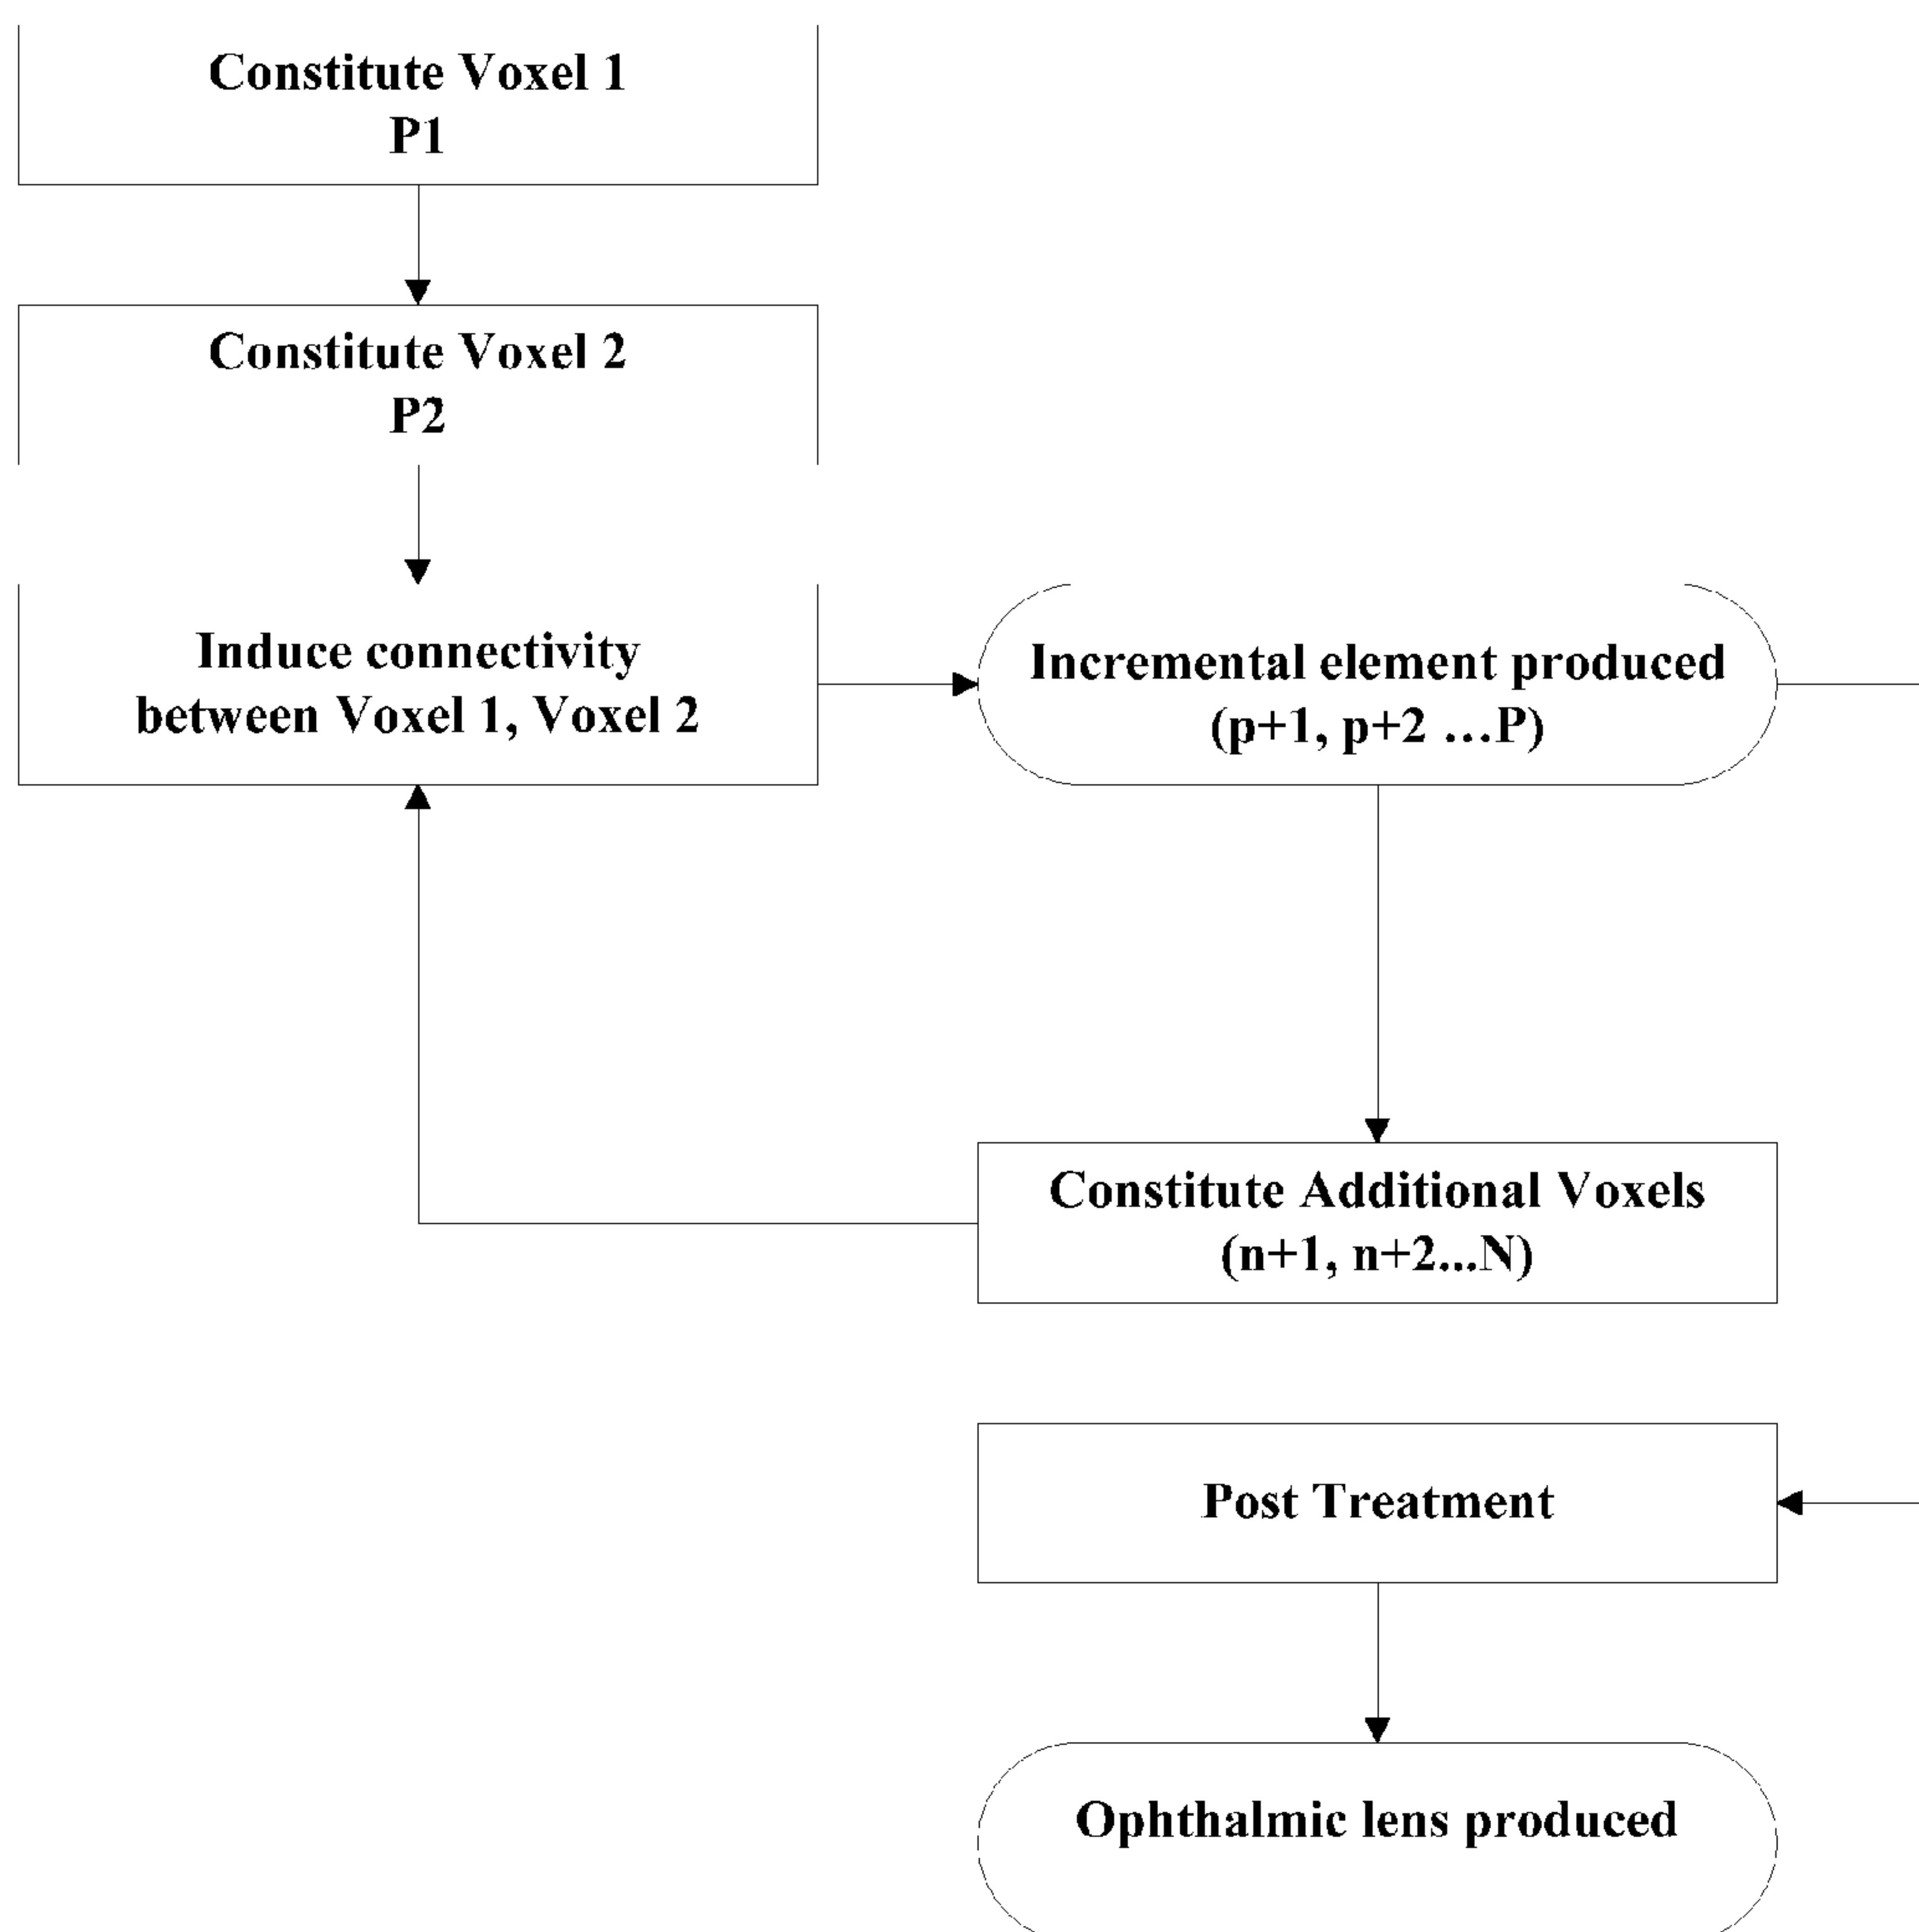 Constitute Voxel 1
P1
Constitute Voxel 2
P2
Induce connectivity
between Voxel 1, Voxel 2
Incremental element produced
(p+1, p+2 …P)
Constitute Additional Voxels
(n+1, n+2...N)
Post Treatment
Ophthalmic lens produced